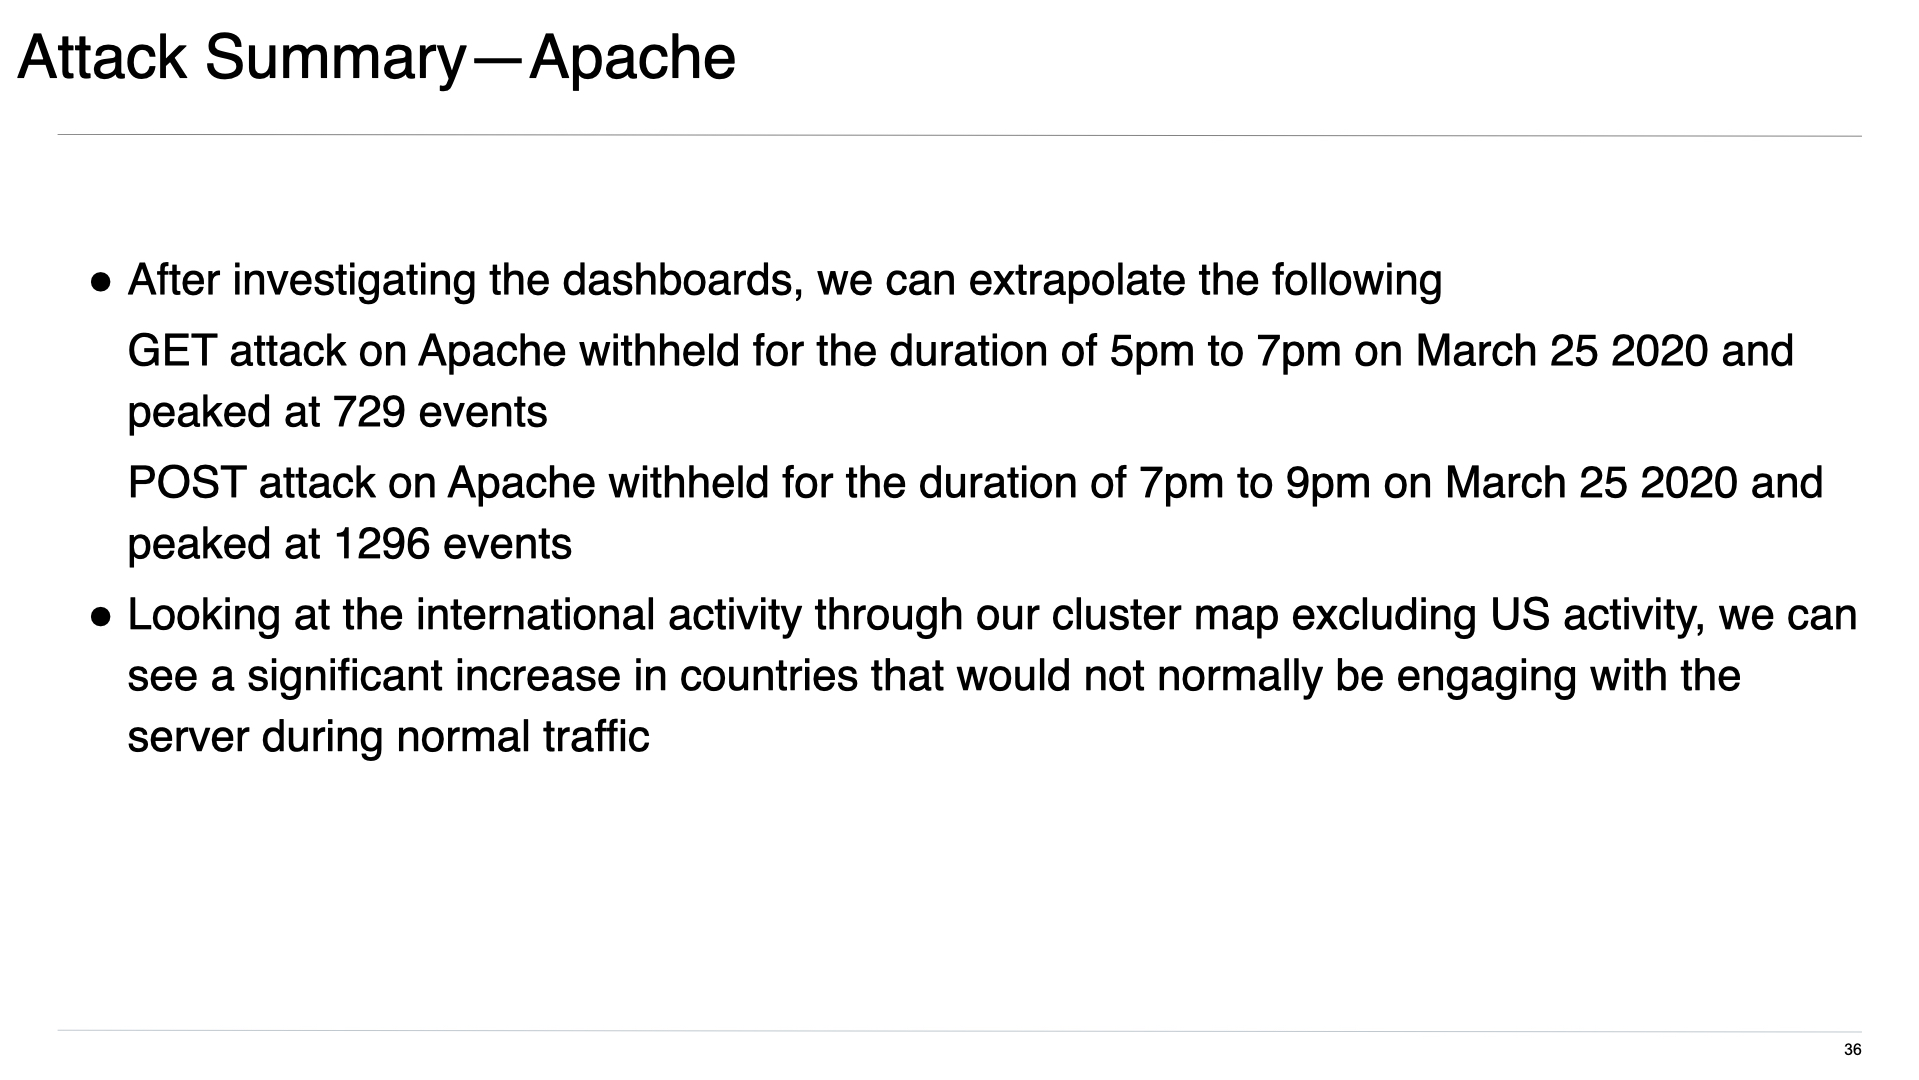 Attack Summary—Apache
● After investigating the dashboards, we can extrapolate the following
GET attack on Apache withheld for the duration of 5pm to 7pm on March 25 2020 and
peaked at 729 events
POST attack on Apache withheld for the duration of 7pm to 9pm on March 25 2020 and
peaked at 1296 events
● Looking at the international activity through our cluster map excluding US activity, we can
see a significant increase in countries that would not normally be engaging with the
server during normal traffic
36